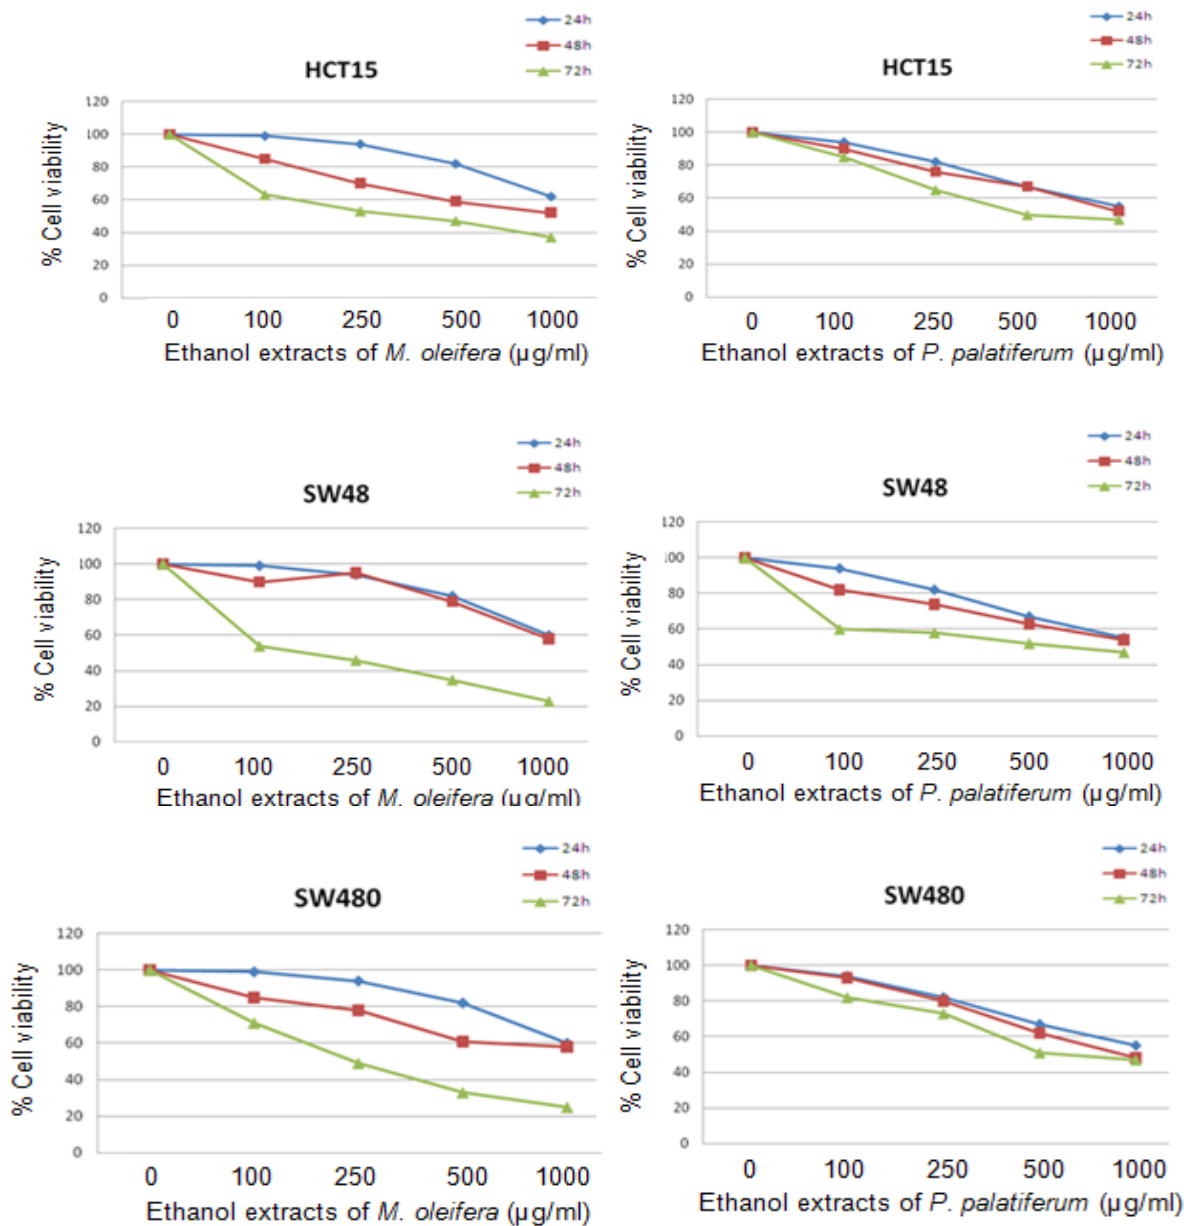 24h
48h
72h
HCT15
120
100
80
60
40
20
0
% Cell viability
0 100 250 500 1000
Ethanol extracts of M. oleifera (µg/ml)
24h
48h
72h
HCT15
120
100
80
60
40
20
0
% Cell viability
0 100 250 500 1000
Ethanol extracts of P. palatiferum (µg/ml)
24h
48h
72h
SW48
120
100
80
60
40
20
0
% Cell viability
0 100 250 500 1000
Ethanol extracts of M. oleifera (µg/ml)
24h
48h
72h
SW48
120
100
80
60
40
20
0
% Cell viability
0 100 250 500 1000
Ethanol extracts of P. palatiferum (µg/ml)
24h
48h
72h
SW480
120
100
80
60
40
20
0
% Cell viability
0 100 250 500 1000
Ethanol extracts of M. oleifera (µg/ml)
24h
48h
72h
SW480
120
100
80
60
40
20
0
% Cell viability
0 100 250 500 1000
Ethanol extracts of P. palatiferum (µg/ml)